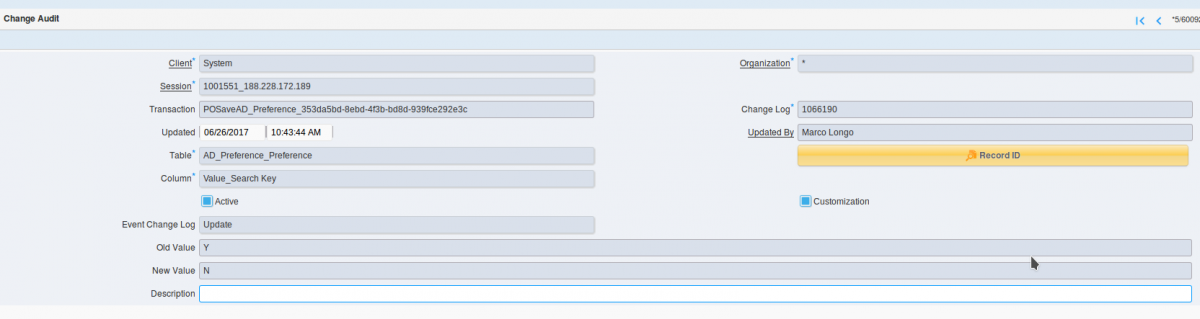 Change Audit
*5/60092
Client* System Organization* *
Session* 1001551_188.228.172.189
Transaction POSaveAD_Preference_353da5bd-8ebd-4f3b-bd8d-939fce292e3c Change Log* 1066190
Updated 06/26/2017 10:43:44 AM Updated By Marco Longo
Table* AD_Preference_Preference Record ID
Column* Value_Search Key
Active Customization
Event Change Log Update
Old Value Y
New Value N
Description